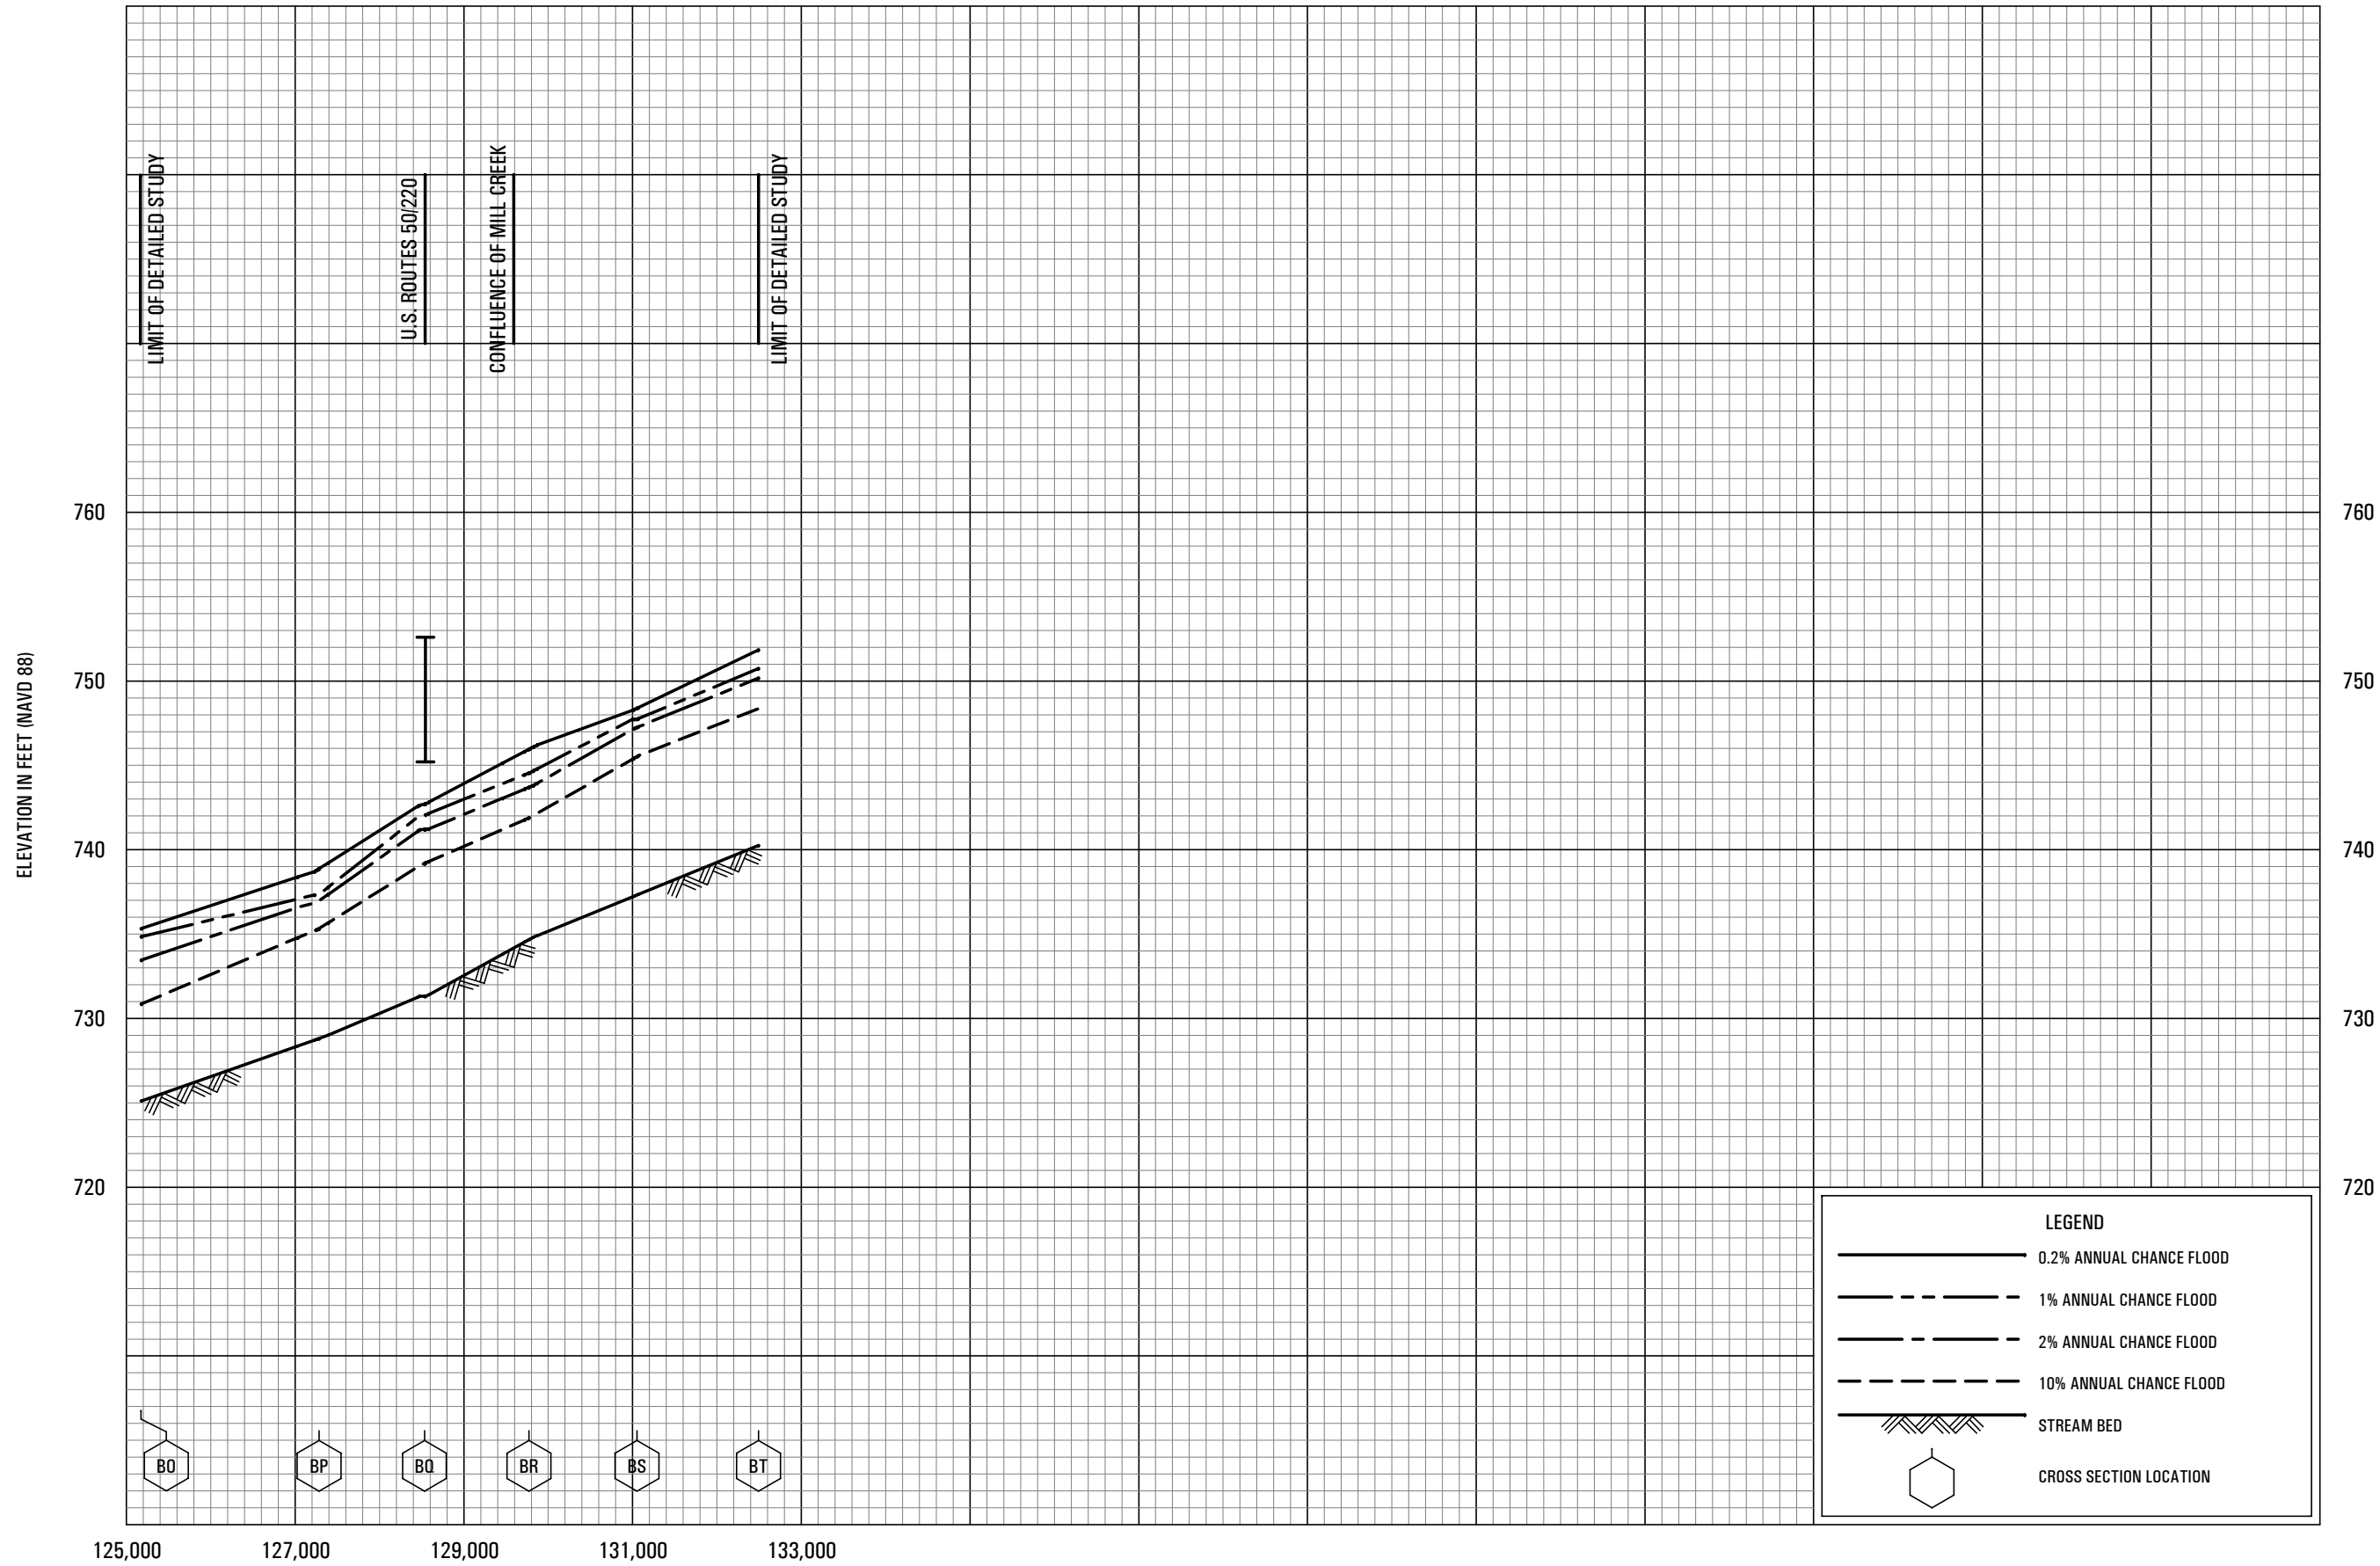 LIMIT OF DETAILED STUDY
U.S. ROUTES 50/220
CONFLUENCE OF MILL CREEK
LIMIT OF DETAILED STUDY
ELEVATION IN FEET (NAVD 88)
760
750
740
730
720
760
750
740
730
720
LEGEND
0.2% ANNUAL CHANCE FLOOD
1% ANNUAL CHANCE FLOOD
2% ANNUAL CHANCE FLOOD
10% ANNUAL CHANCE FLOOD
STREAM BED
CROSS SECTION LOCATION
BO BP BQ BR BS BT
125,000 127,000 129,000 131,000 133,000